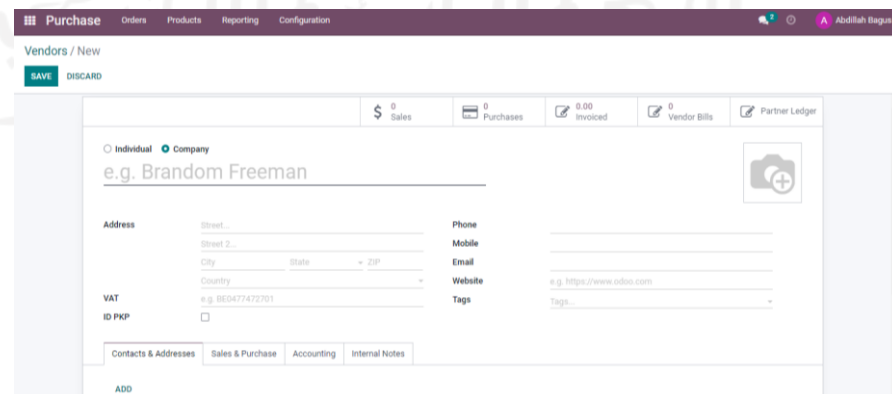 Purchase Orders Products Reporting Configuration 2 A Abdillah Bagus
Vendors / New
SAVE DISCARD
$ 0 Sales 0 Purchases 0.00 Invoiced 0 Vendor Bills Partner Ledger
Individual Company
e.g. Brandom Freeman
Address Street... Phone
Street 2... Mobile
City State ZIP Email
Country Website e.g. https://www.odoo.com
VAT e.g. BE0477472701 Tags Tags...
ID PKP
Contacts & Addresses Sales & Purchase Accounting Internal Notes
ADD